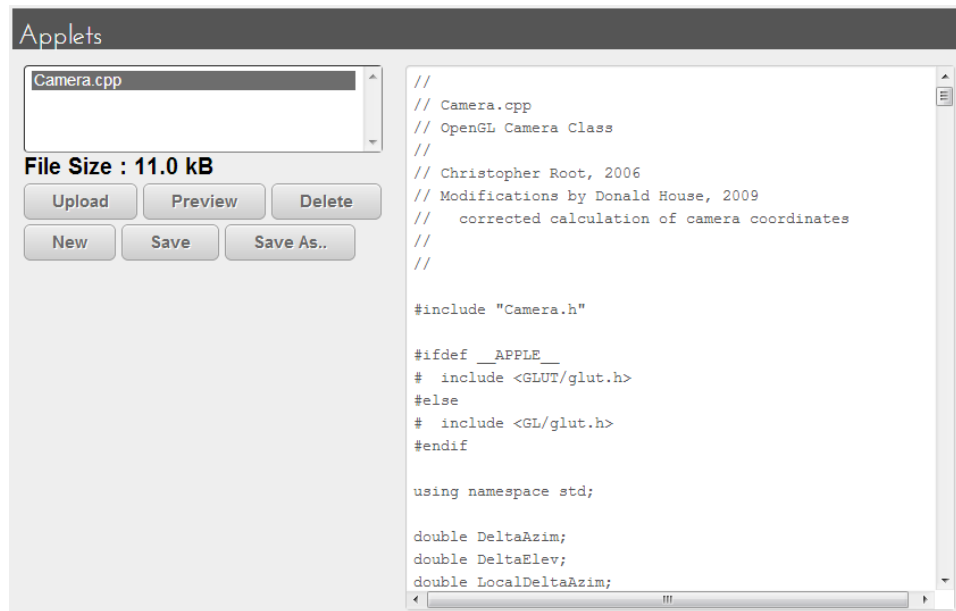 Applets
Camera.cpp
File Size : 11.0 kB
Upload Preview Delete
New Save Save As..
//
// Camera.cpp
// OpenGL Camera Class
//
// Christopher Root, 2006
// Modifications by Donald House, 2009
//   corrected calculation of camera coordinates
//
//
#include "Camera.h"
#ifdef __APPLE__
#  include <GLUT/glut.h>
#else
#  include <GL/glut.h>
#endif
using namespace std;
double DeltaAzim;
double DeltaElev;
double LocalDeltaAzim;